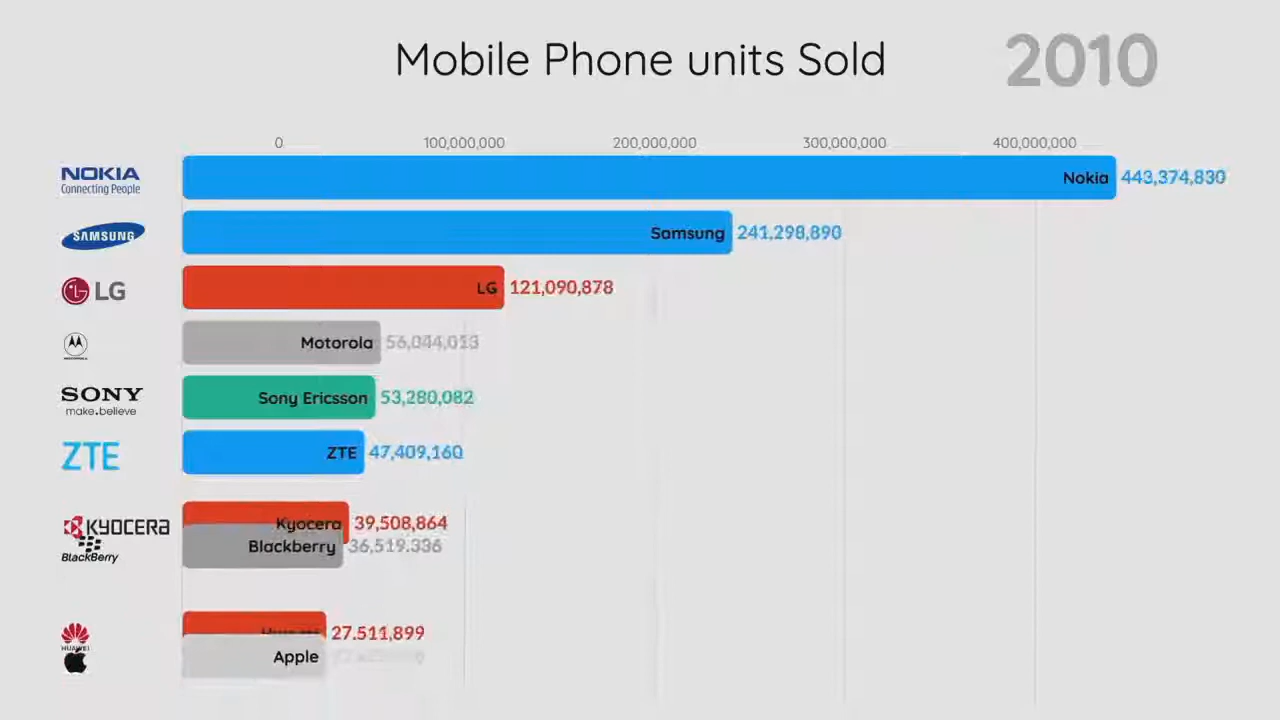 Mobile Phone units Sold
2010
0 100,000,000 200,000,000 300,000,000 400,000,000
NOKIA
Connecting People
Nokia 443,374,830
SAMSUNG
Samsung 241,298,890
LG
LG 121,090,878
Motorola 56,044,013
SONY
make.believe
Sony Ericsson 53,280,082
ZTE
ZTE 47,409,160
KYOCERA
Kyocera 39,508,864
BlackBerry
Blackberry 36,519.336
27.511,899
HUAWEI
Apple